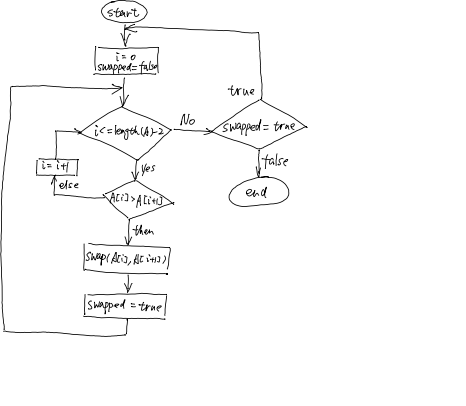 start
i=0
swapped=false
i<=length(A)-2
No
swapped=true
true
false
end
Yes
A[i]>A[i+1]
else
i=i+1
then
Swap(A[i],A[i+1])
swapped=true